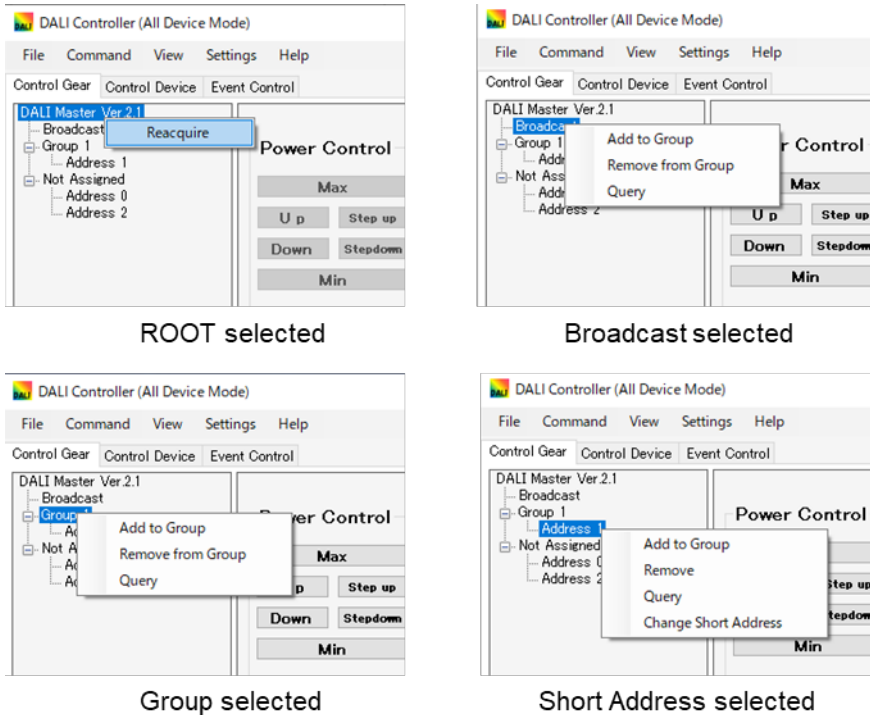 DALI Controller (All Device Mode)
File Command View Settings Help
Control Gear Control Device Event Control
DALI Master Ver.2.1
Broadcast
Reacquire
Group 1
Address 1
Not Assigned
Address 0
Address 2
Power Control
Max
U p Step up
Down Stepdown
Min
ROOT selected
DALI Controller (All Device Mode)
File Command View Settings Help
Control Gear Control Device Event Control
DALI Master Ver.2.1
Add to Group
Group 1
Remove from Group
Query
Control
Max
U p Step up
Down
Min
Broadcast selected
DALI Controller (All Device Mode)
File Command View Settings Help
Control Gear Control Device Event Control
DALI Master Ver.2.1
Broadcast
Add to Group
Remove from Group
Query
Control
Max
p Step up
Down Stepdown
Min
Group selected
DALI Controller (All Device Mode)
File Command View Settings Help
Control Gear Control Device Event Control
DALI Master Ver.2.1
Broadcast
Group 1
Address 1
Not Assigned
Address 2
Add to Group
Remove
Query
Change Short Address
Power Control
Min
Short Address selected